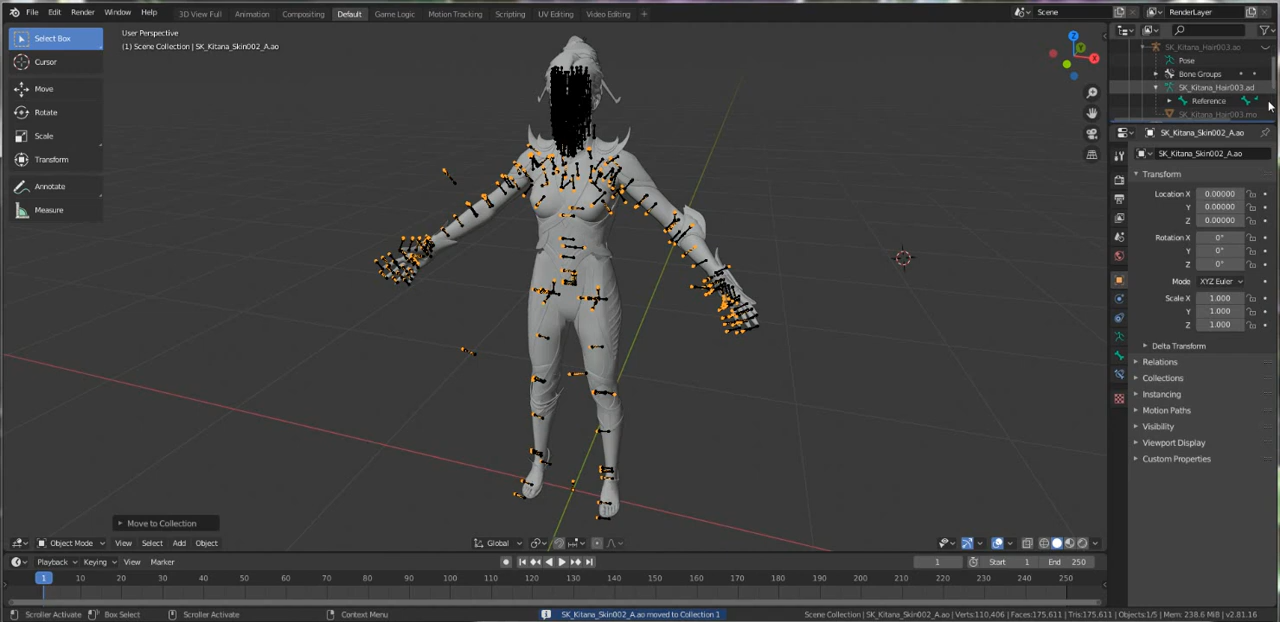 File Edit Render Window Help 3D View Full Animation Compositing Default Game Logic Motion Tracking Scripting UV Editing Video Editing + Scene RenderLayer
Select Box
Cursor
Move
Rotate
Scale
Transform
Annotate
Measure
User Perspective
(1) Scene Collection | SK_Kitana_Skin002_A.ao
Z
Y
X
SK_Kitana_Hair003.ao
Pose
Bone Groups
SK_Kitana_Hair003.ad
Reference
SK_Kitana_Hair003.mo
SK_Kitana_Skin002_A.ao
SK_Kitana_Skin002_A.ao
Transform
Location X 0.00000
Y 0.00000
Z 0.00000
Rotation X 0°
Y 0°
Z 0°
Mode XYZ Euler
Scale X 1.000
Y 1.000
Z 1.000
Delta Transform
Relations
Collections
Instancing
Motion Paths
Visibility
Viewport Display
Custom Properties
Move to Collection
Object Mode View Select Add Object Global
Playback Keying View Marker 1 Start 1 End 250
1 10 20 30 40 50 60 70 80 90 100 110 120 130 140 150 160 170 180 190 200 210 220 230 240 250
Scroller Activate Box Select Scroller Activate Context Menu SK_Kitana_Skin002_A.ao moved to Collection 1 Scene Collection | SK_Kitana_Skin002_A.ao | Verts:110,406 | Faces:175,611 | Tris:175,611 | Objects:1/5 | Mem: 238.6 MiB | v2.81.16